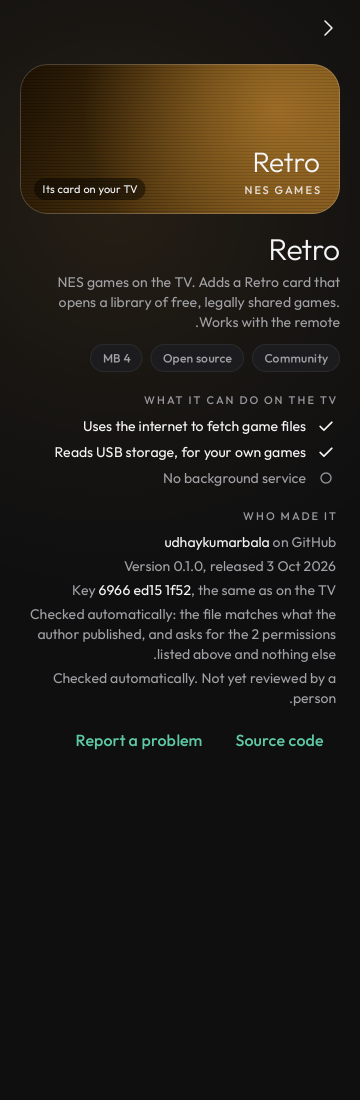 Retro
NES GAMES
Its card on your TV
Retro
NES games on the TV. Adds a Retro card that
opens a library of free, legally shared games.
.Works with the remote
Community
Open source
MB 4
WHAT IT CAN DO ON THE TV
Uses the internet to fetch game files
Reads USB storage, for your own games
No background service
WHO MADE IT
udhaykumarbala on GitHub
Version 0.1.0, released 3 Oct 2026
Key 6966 ed15 1f52, the same as on the TV
Checked automatically: the file matches what the
author published, and asks for the 2 permissions
.listed above and nothing else
Checked automatically. Not yet reviewed by a
.person
Source code
Report a problem